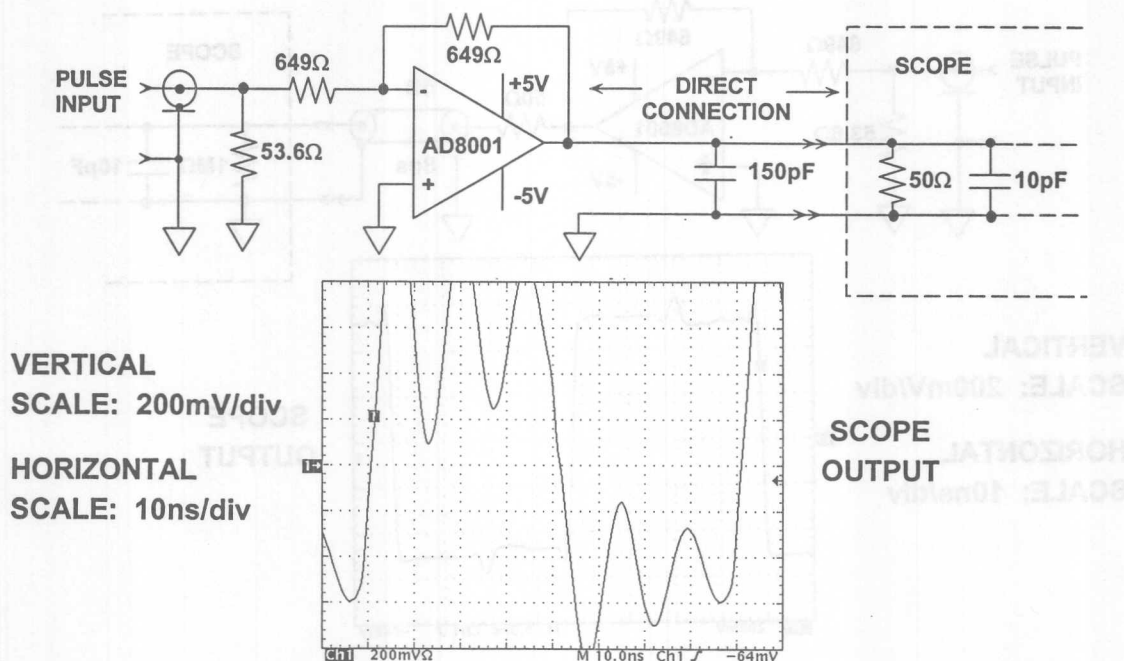 649Ω
PULSE
INPUT
649Ω
53.6Ω
+5V
AD8001
+
-5V
DIRECT
CONNECTION
SCOPE
150pF
50Ω
10pF
VERTICAL
SCALE: 200mV/div
HORIZONTAL
SCALE: 10ns/div
T
SCOPE
OUTPUT
Ch1 200mVΩ M 10.0ns Ch1 ∫ -64mV